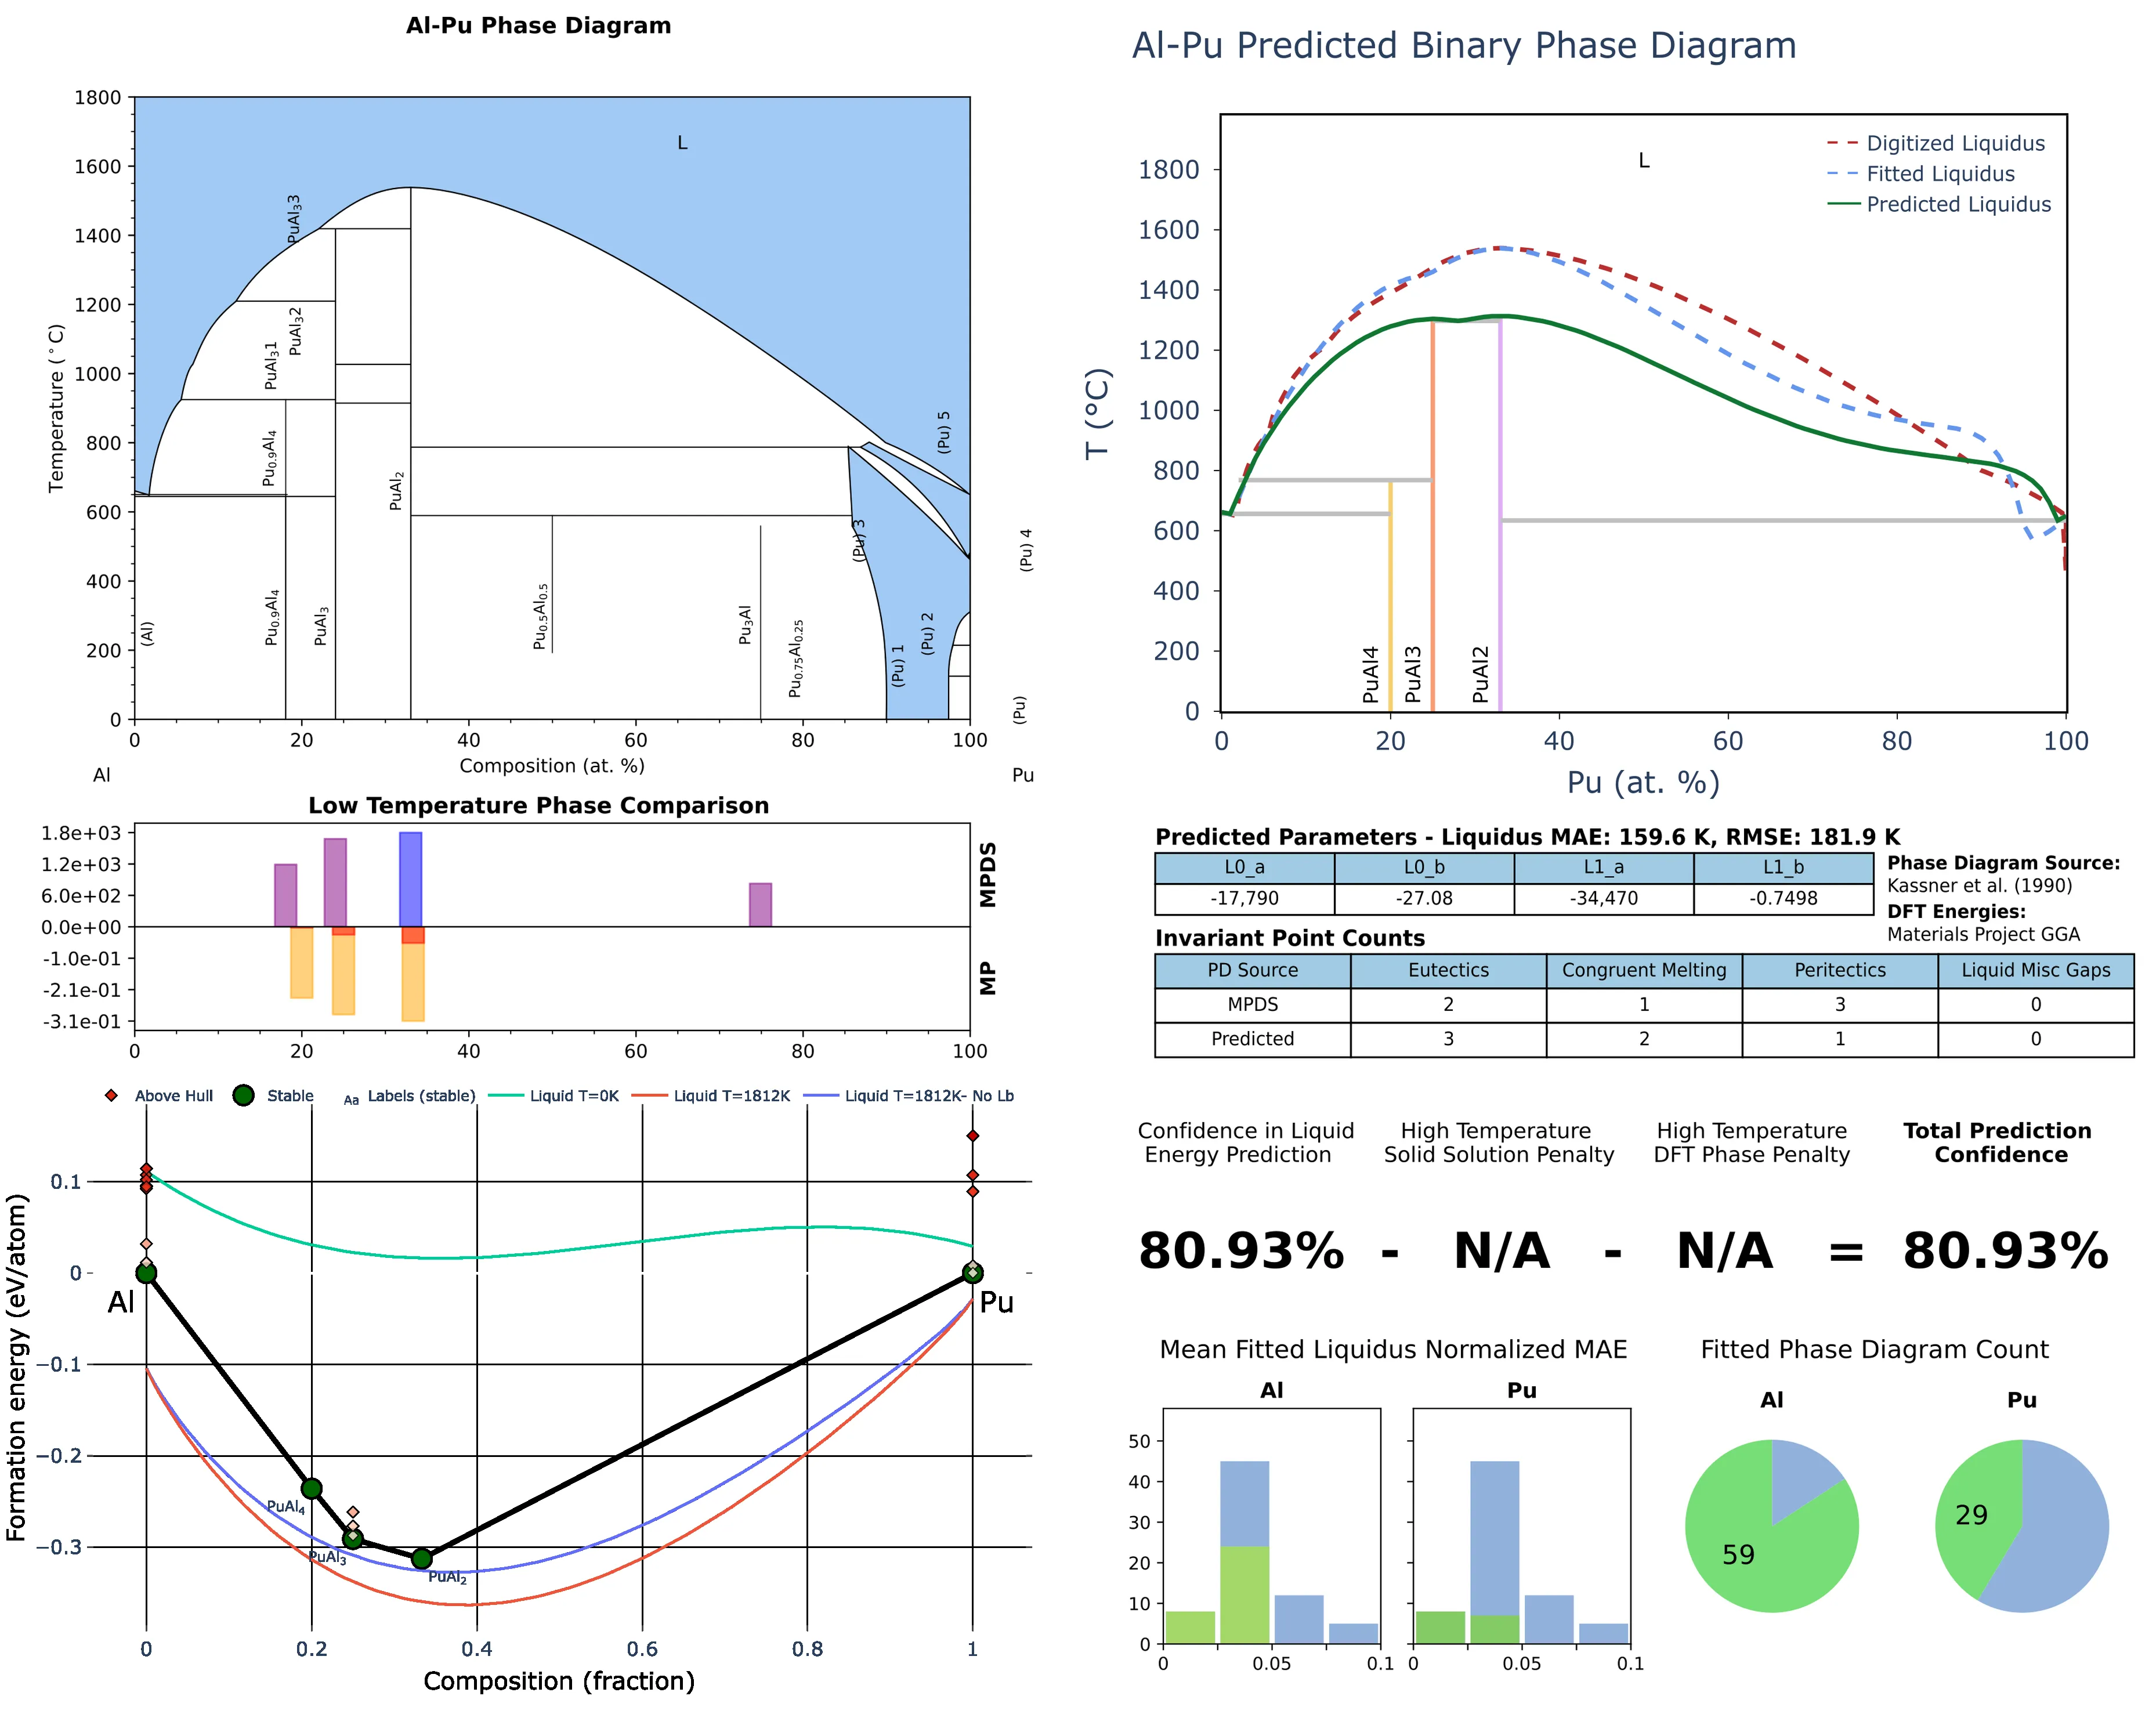 Al-Pu Phase Diagram
Temperature (°C)
1800
1600
1400
1200
1000
800
600
400
200
0
L
PuAl₃3
PuAl₃2
PuAl₃1
Pu₀.₉Al₄
PuAl₂
(Al)
Pu₀.₉Al₄
PuAl₃
Pu₀.₅Al₀.₅
Pu₃Al
Pu₀.₇₅Al₀.₂₅
(Pu) 5
(Pu) 3
(Pu) 4
(Pu) 1
(Pu) 2
(Pu)
0 20 40 60 80 100
Composition (at. %)
Al Pu
Low Temperature Phase Comparison
1.8e+03
1.2e+03
6.0e+02
0.0e+00
-1.0e-01
-2.1e-01
-3.1e-01
MPDS
MP
0 20 40 60 80 100
Above Hull Stable Aa Labels (stable) Liquid T=0K Liquid T=1812K Liquid T=1812K- No Lb
Formation energy (eV/atom)
0.1
0
−0.1
−0.2
−0.3
Al
Pu
PuAl₄
PuAl₃
PuAl₂
0 0.2 0.4 0.6 0.8 1
Composition (fraction)
Al-Pu Predicted Binary Phase Diagram
T (°C)
1800
1600
1400
1200
1000
800
600
400
200
0
L
Digitized Liquidus
Fitted Liquidus
Predicted Liquidus
PuAl4
PuAl3
PuAl2
0 20 40 60 80 100
Pu (at. %)
Predicted Parameters - Liquidus MAE: 159.6 K, RMSE: 181.9 K
L0_a L0_b L1_a L1_b
-17,790 -27.08 -34,470 -0.7498
Phase Diagram Source:
Kassner et al. (1990)
DFT Energies:
Materials Project GGA
Invariant Point Counts
PD Source Eutectics Congruent Melting Peritectics Liquid Misc Gaps
MPDS 2 1 3 0
Predicted 3 2 1 0
Confidence in Liquid
Energy Prediction
High Temperature
Solid Solution Penalty
High Temperature
DFT Phase Penalty
Total Prediction
Confidence
80.93% - N/A - N/A = 80.93%
Mean Fitted Liquidus Normalized MAE
Al
Pu
50
40
30
20
10
0
0 0.05 0.1
0 0.05 0.1
Fitted Phase Diagram Count
Al
Pu
59
29